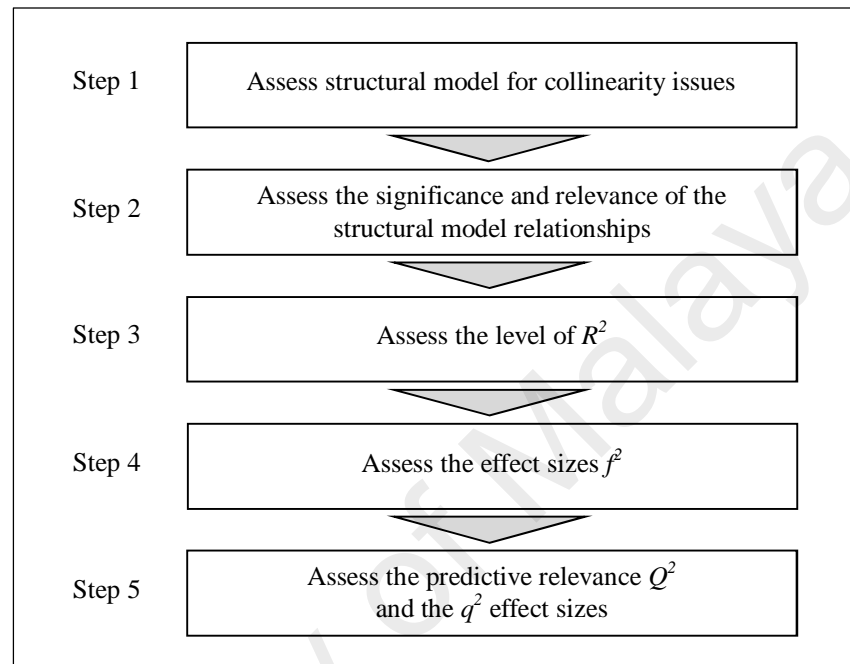 Step 1
Assess structural model for collinearity issues
Step 2
Assess the significance and relevance of the
structural model relationships
Step 3
Assess the level of R²
Step 4
Assess the effect sizes f²
Step 5
Assess the predictive relevance Q²
and the q² effect sizes
of Malaya